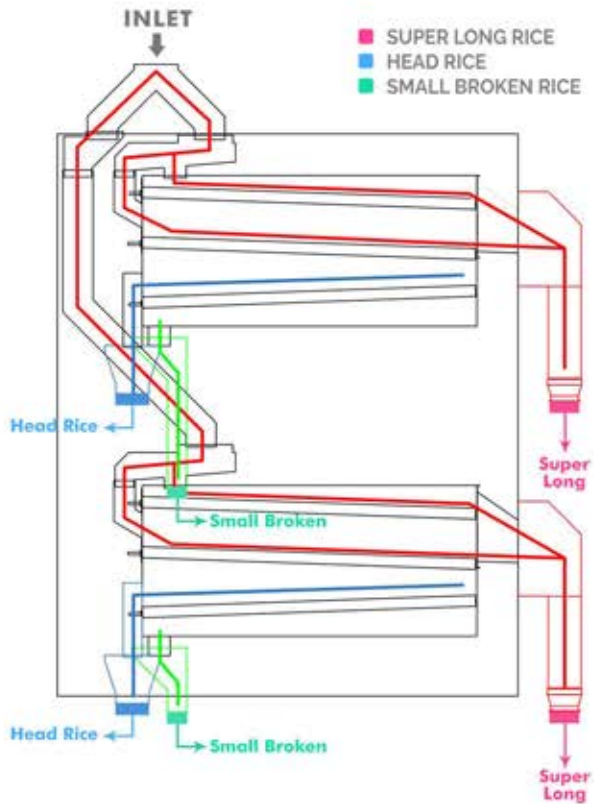 INLET
SUPER LONG RICE
HEAD RICE
SMALL BROKEN RICE
Head Rice
Super
Long
Small Broken
Head Rice
Small Broken
Super
Long